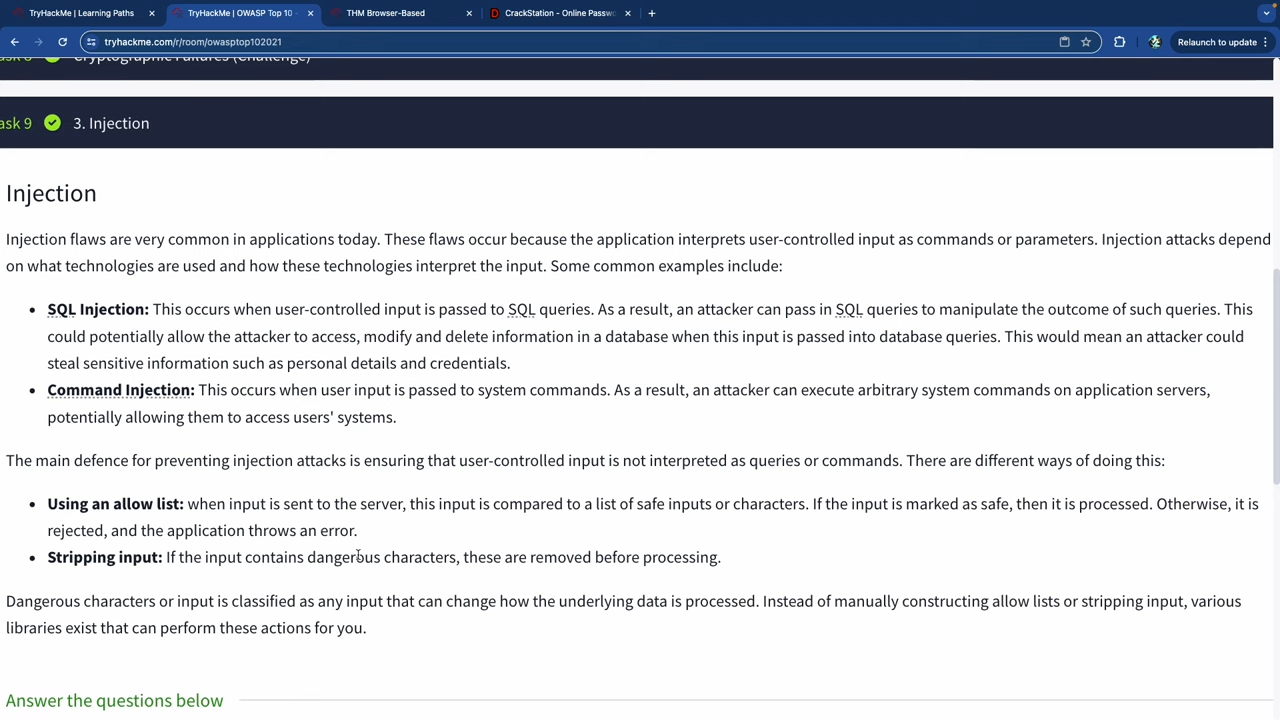 TryHackMe | Learning Paths
TryHackMe | OWASP Top 10 -
THM Browser-Based
CrackStation - Online Passwo
tryhackme.com/r/room/owasptop102021
Relaunch to update
ask 8 Cryptographic Failures (Challenge)
ask 9 3. Injection
Injection
Injection flaws are very common in applications today. These flaws occur because the application interprets user-controlled input as commands or parameters. Injection attacks depend
on what technologies are used and how these technologies interpret the input. Some common examples include:
• SQL Injection: This occurs when user-controlled input is passed to SQL queries. As a result, an attacker can pass in SQL queries to manipulate the outcome of such queries. This
could potentially allow the attacker to access, modify and delete information in a database when this input is passed into database queries. This would mean an attacker could
steal sensitive information such as personal details and credentials.
• Command Injection: This occurs when user input is passed to system commands. As a result, an attacker can execute arbitrary system commands on application servers,
potentially allowing them to access users' systems.
The main defence for preventing injection attacks is ensuring that user-controlled input is not interpreted as queries or commands. There are different ways of doing this:
• Using an allow list: when input is sent to the server, this input is compared to a list of safe inputs or characters. If the input is marked as safe, then it is processed. Otherwise, it is
rejected, and the application throws an error.
• Stripping input: If the input contains dangerous characters, these are removed before processing.
Dangerous characters or input is classified as any input that can change how the underlying data is processed. Instead of manually constructing allow lists or stripping input, various
libraries exist that can perform these actions for you.
Answer the questions below